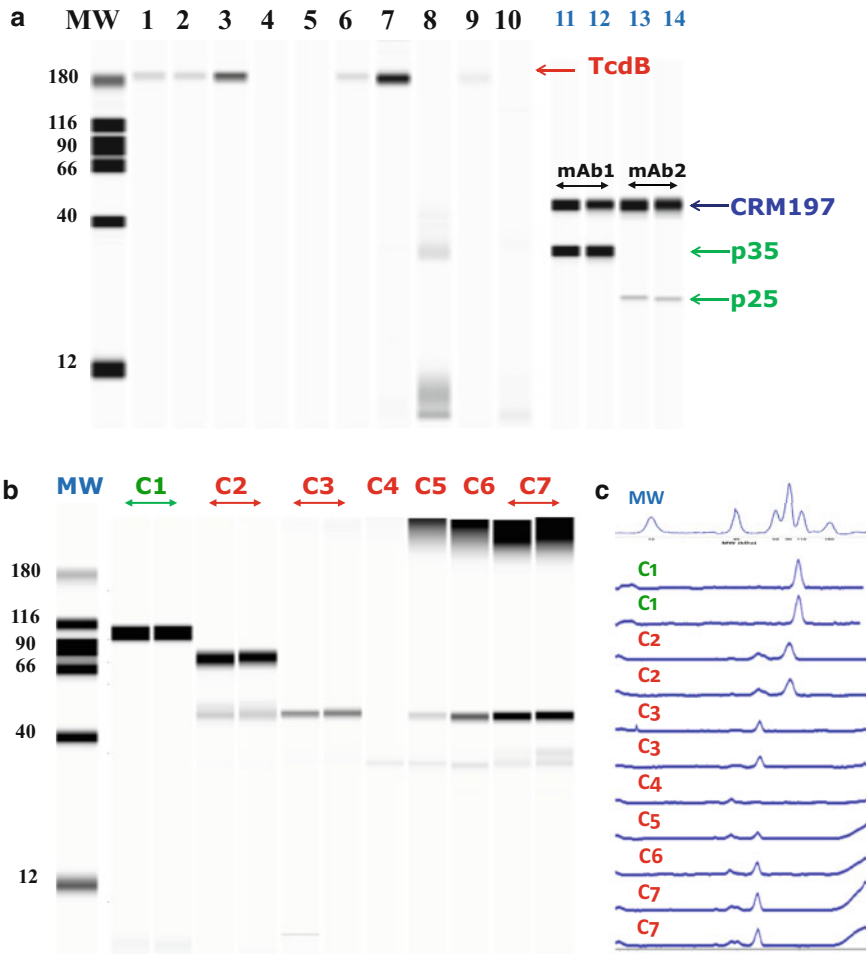 a MW 1 2 3 4 5 6 7 8 9 10 11 12 13 14
180
TcdB
116
90
66
mAb1 mAb2
40
CRM197
p35
p25
12
b MW C1 C2 C3 C4 C5 C6 C7
180
116
90
66
40
12
c MW
C1
C1
C2
C2
C3
C3
C4
C5
C6
C7
C7